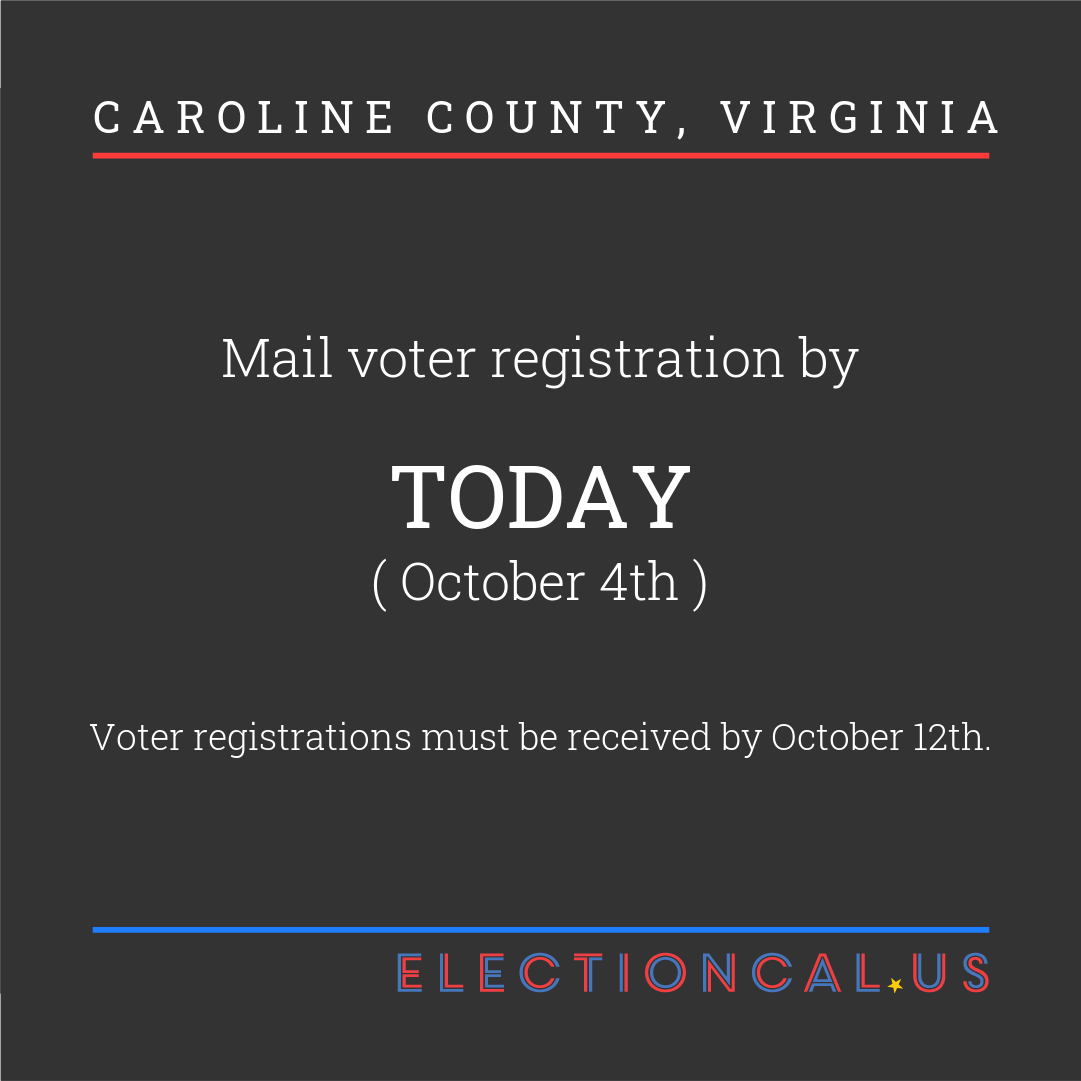 CAROLINE COUNTY, VIRGINIA
Mail voter registration by
TODAY
( October 4th )
Voter registrations must be received by October 12th.
ELECTIONCAL.US